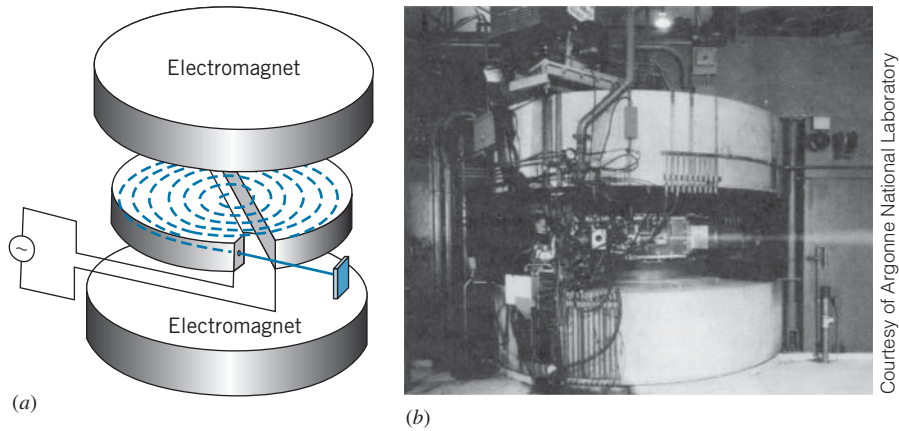 Electromagnet
~
Electromagnet
(a)
(b)
Courtesy of Argonne National Laboratory